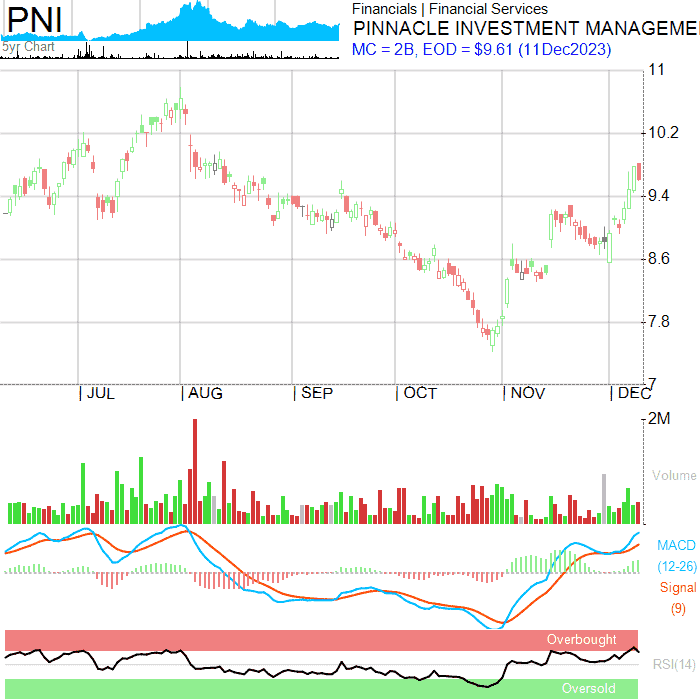 PNI
5yr Chart
Financials | Financial Services
PINNACLE INVESTMENT MANAGEME
MC = 2B, EOD = $9.61 (11Dec2023)
11
10.2
9.4
8.6
7.8
7
JUL AUG SEP OCT NOV DEC
2M
Volume
MACD
(12-26)
Signal
(9)
Overbought
RSI(14)
Oversold